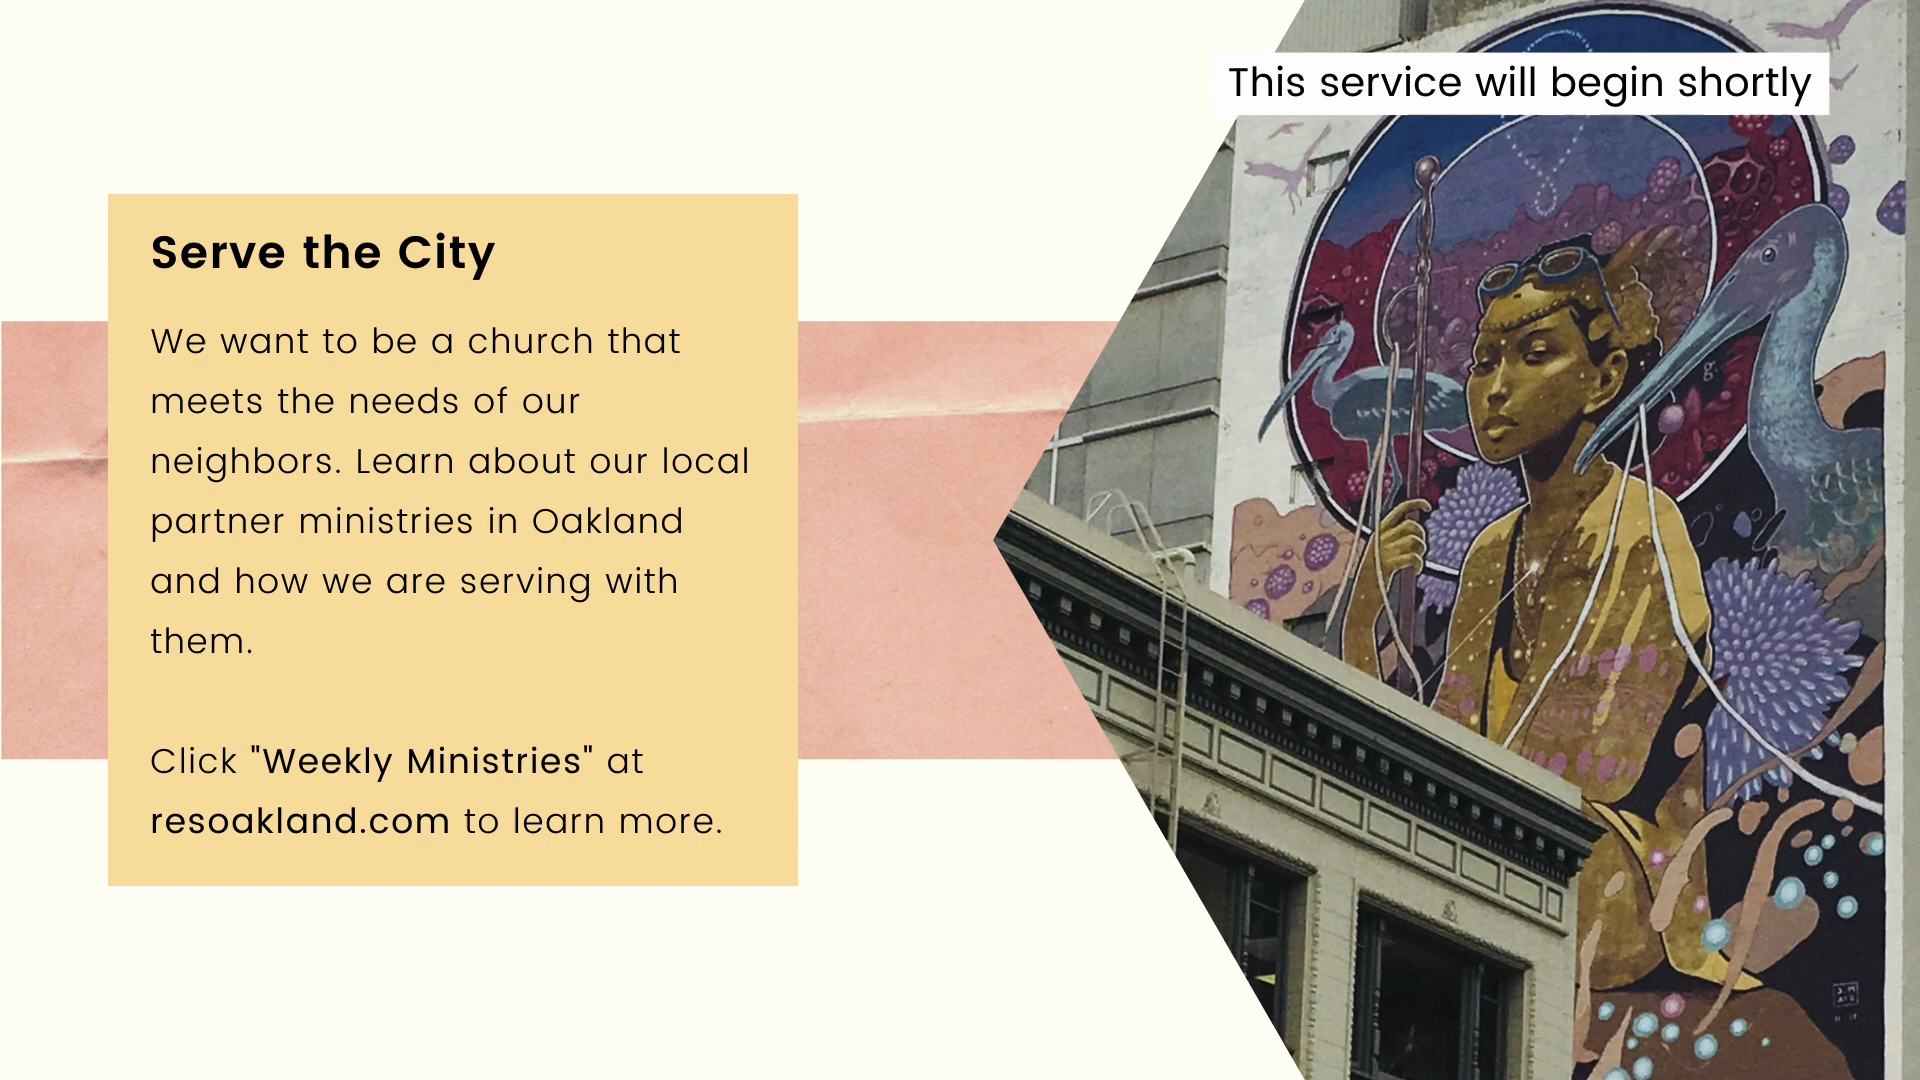 This service will begin shortly
Serve the City
We want to be a church that
meets the needs of our
neighbors. Learn about our local
partner ministries in Oakland
and how we are serving with
them.
Click "Weekly Ministries" at
resoakland.com to learn more.